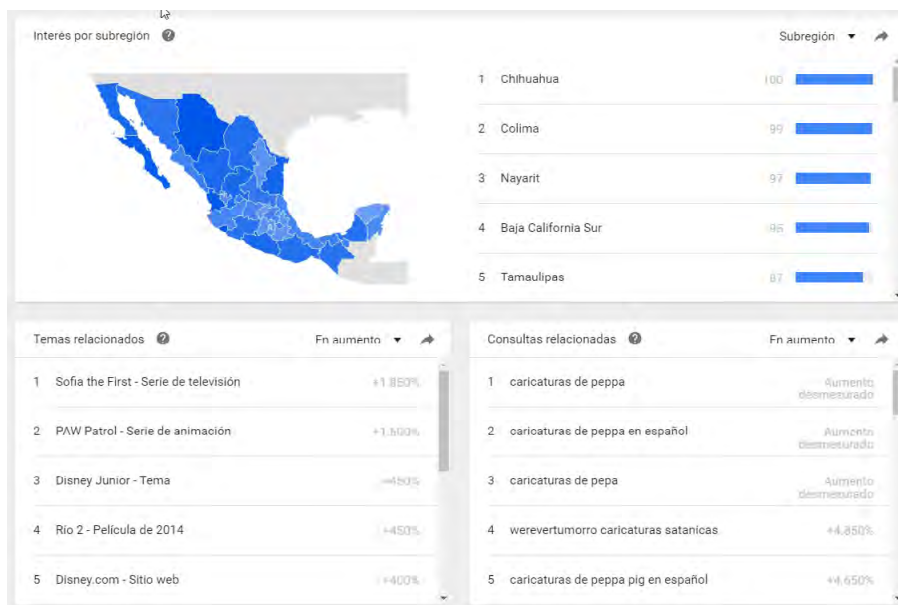 Interés por subregión
Subregión
1 Chihuahua 100
2 Colima 99
3 Nayarit 97
4 Baja California Sur 95
5 Tamaulipas 87
Temas relacionados
En aumento
1 Sofia the First - Serie de televisión +1.850%
2 PAW Patrol - Serie de animación +1.500%
3 Disney Junior - Tema +450%
4 Rio 2 - Película de 2014 +450%
5 Disney.com - Sitio web +400%
Consultas relacionadas
En aumento
1 caricaturas de peppa Aumento
desmesurado
2 caricaturas de peppa en español Aumento
desmesurado
3 caricaturas de pepa Aumento
desmesurado
4 werevertumorro caricaturas satanicas +4.850%
5 caricaturas de peppa pig en español +4.650%